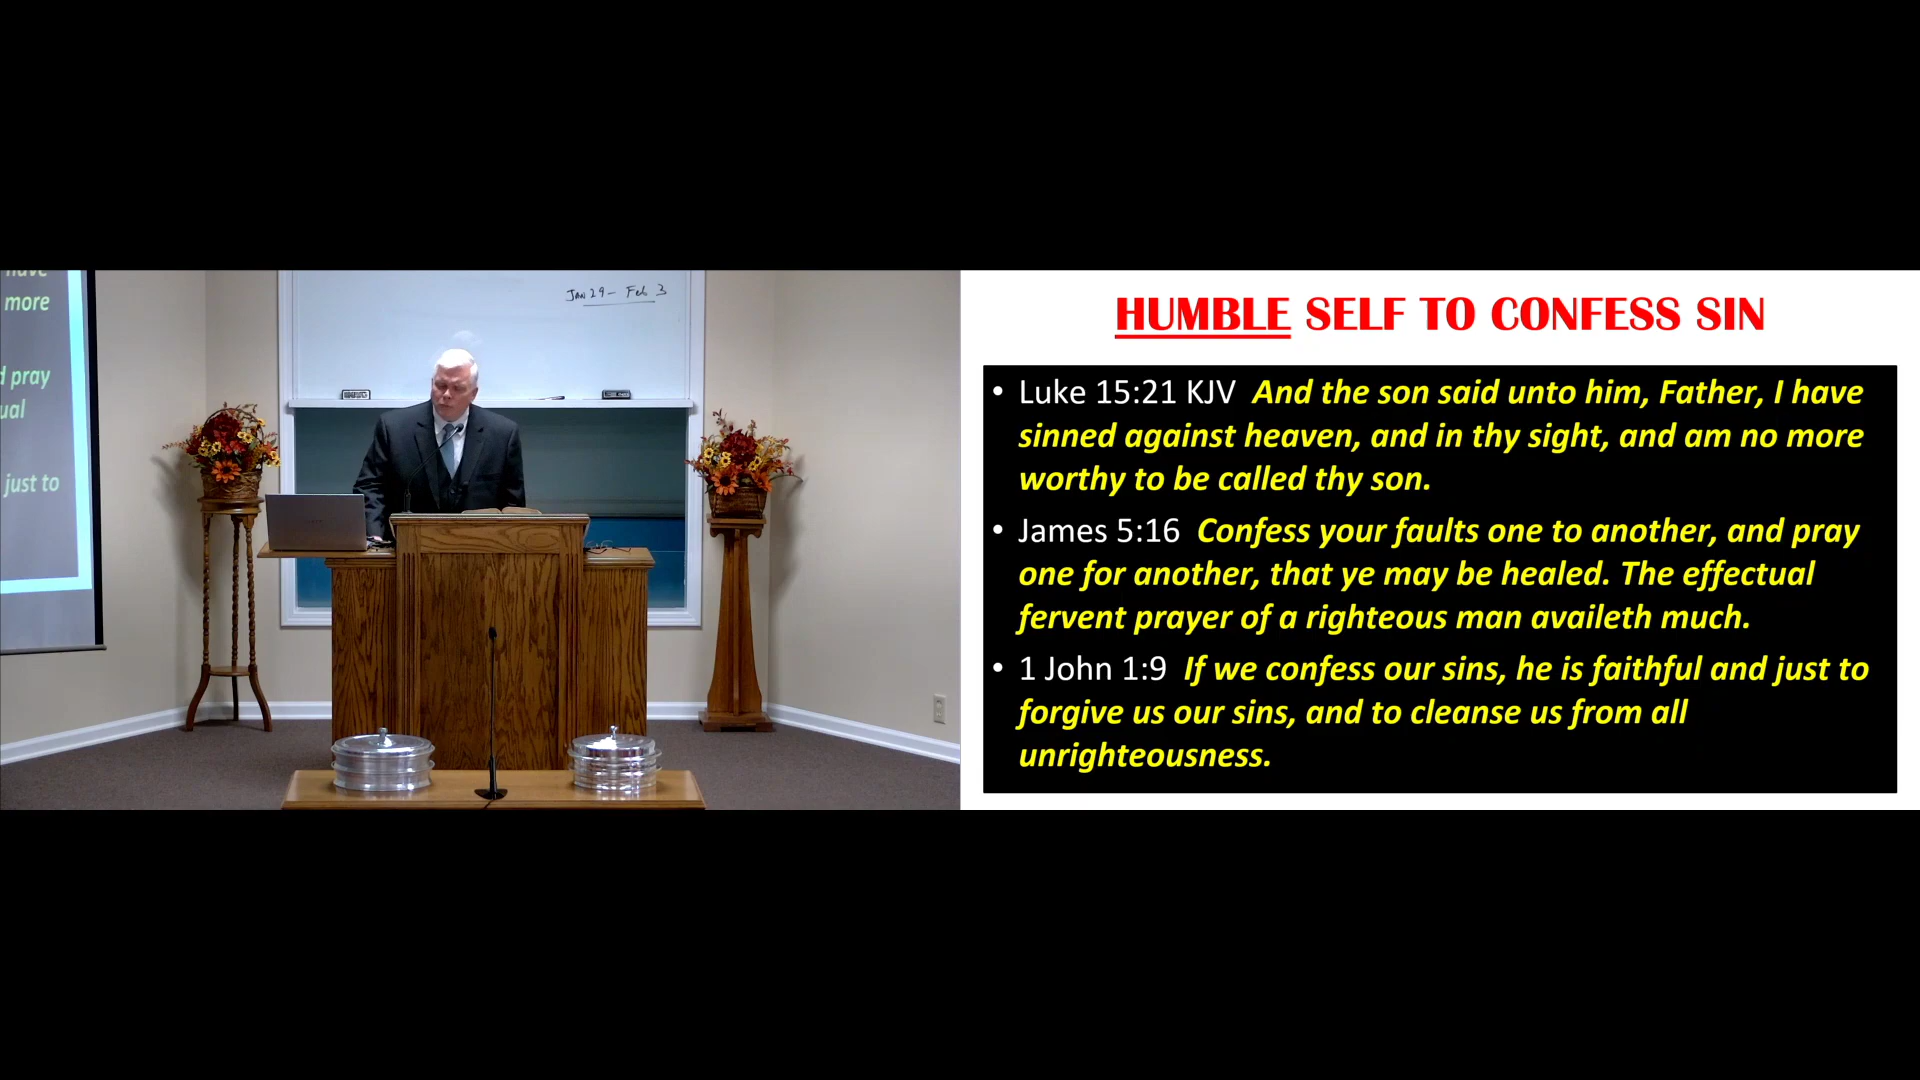 have
more
d pray
ual
just to
Jan 29 - Feb 3
HUMBLE SELF TO CONFESS SIN
• Luke 15:21 KJV And the son said unto him, Father, I have
sinned against heaven, and in thy sight, and am no more
worthy to be called thy son.
• James 5:16 Confess your faults one to another, and pray
one for another, that ye may be healed. The effectual
fervent prayer of a righteous man availeth much.
• 1 John 1:9 If we confess our sins, he is faithful and just to
forgive us our sins, and to cleanse us from all
unrighteousness.